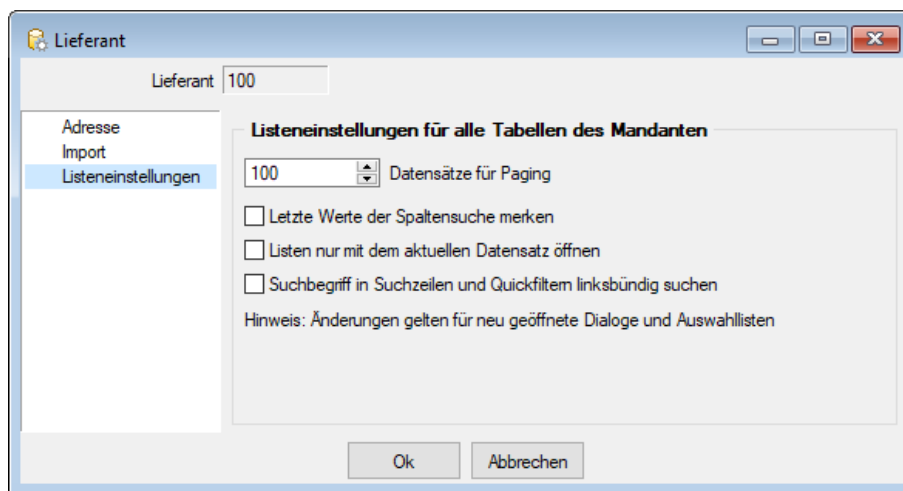 Lieferant
Lieferant 100
Adresse
Import
Listeneinstellungen
Listeneinstellungen für alle Tabellen des Mandanten
100 Datensätze für Paging
Letzte Werte der Spaltensuche merken
Listen nur mit dem aktuellen Datensatz öffnen
Suchbegriff in Suchzeilen und Quickfiltern linksbündig suchen
Hinweis: Änderungen gelten für neu geöffnete Dialoge und Auswahllisten
Ok Abbrechen